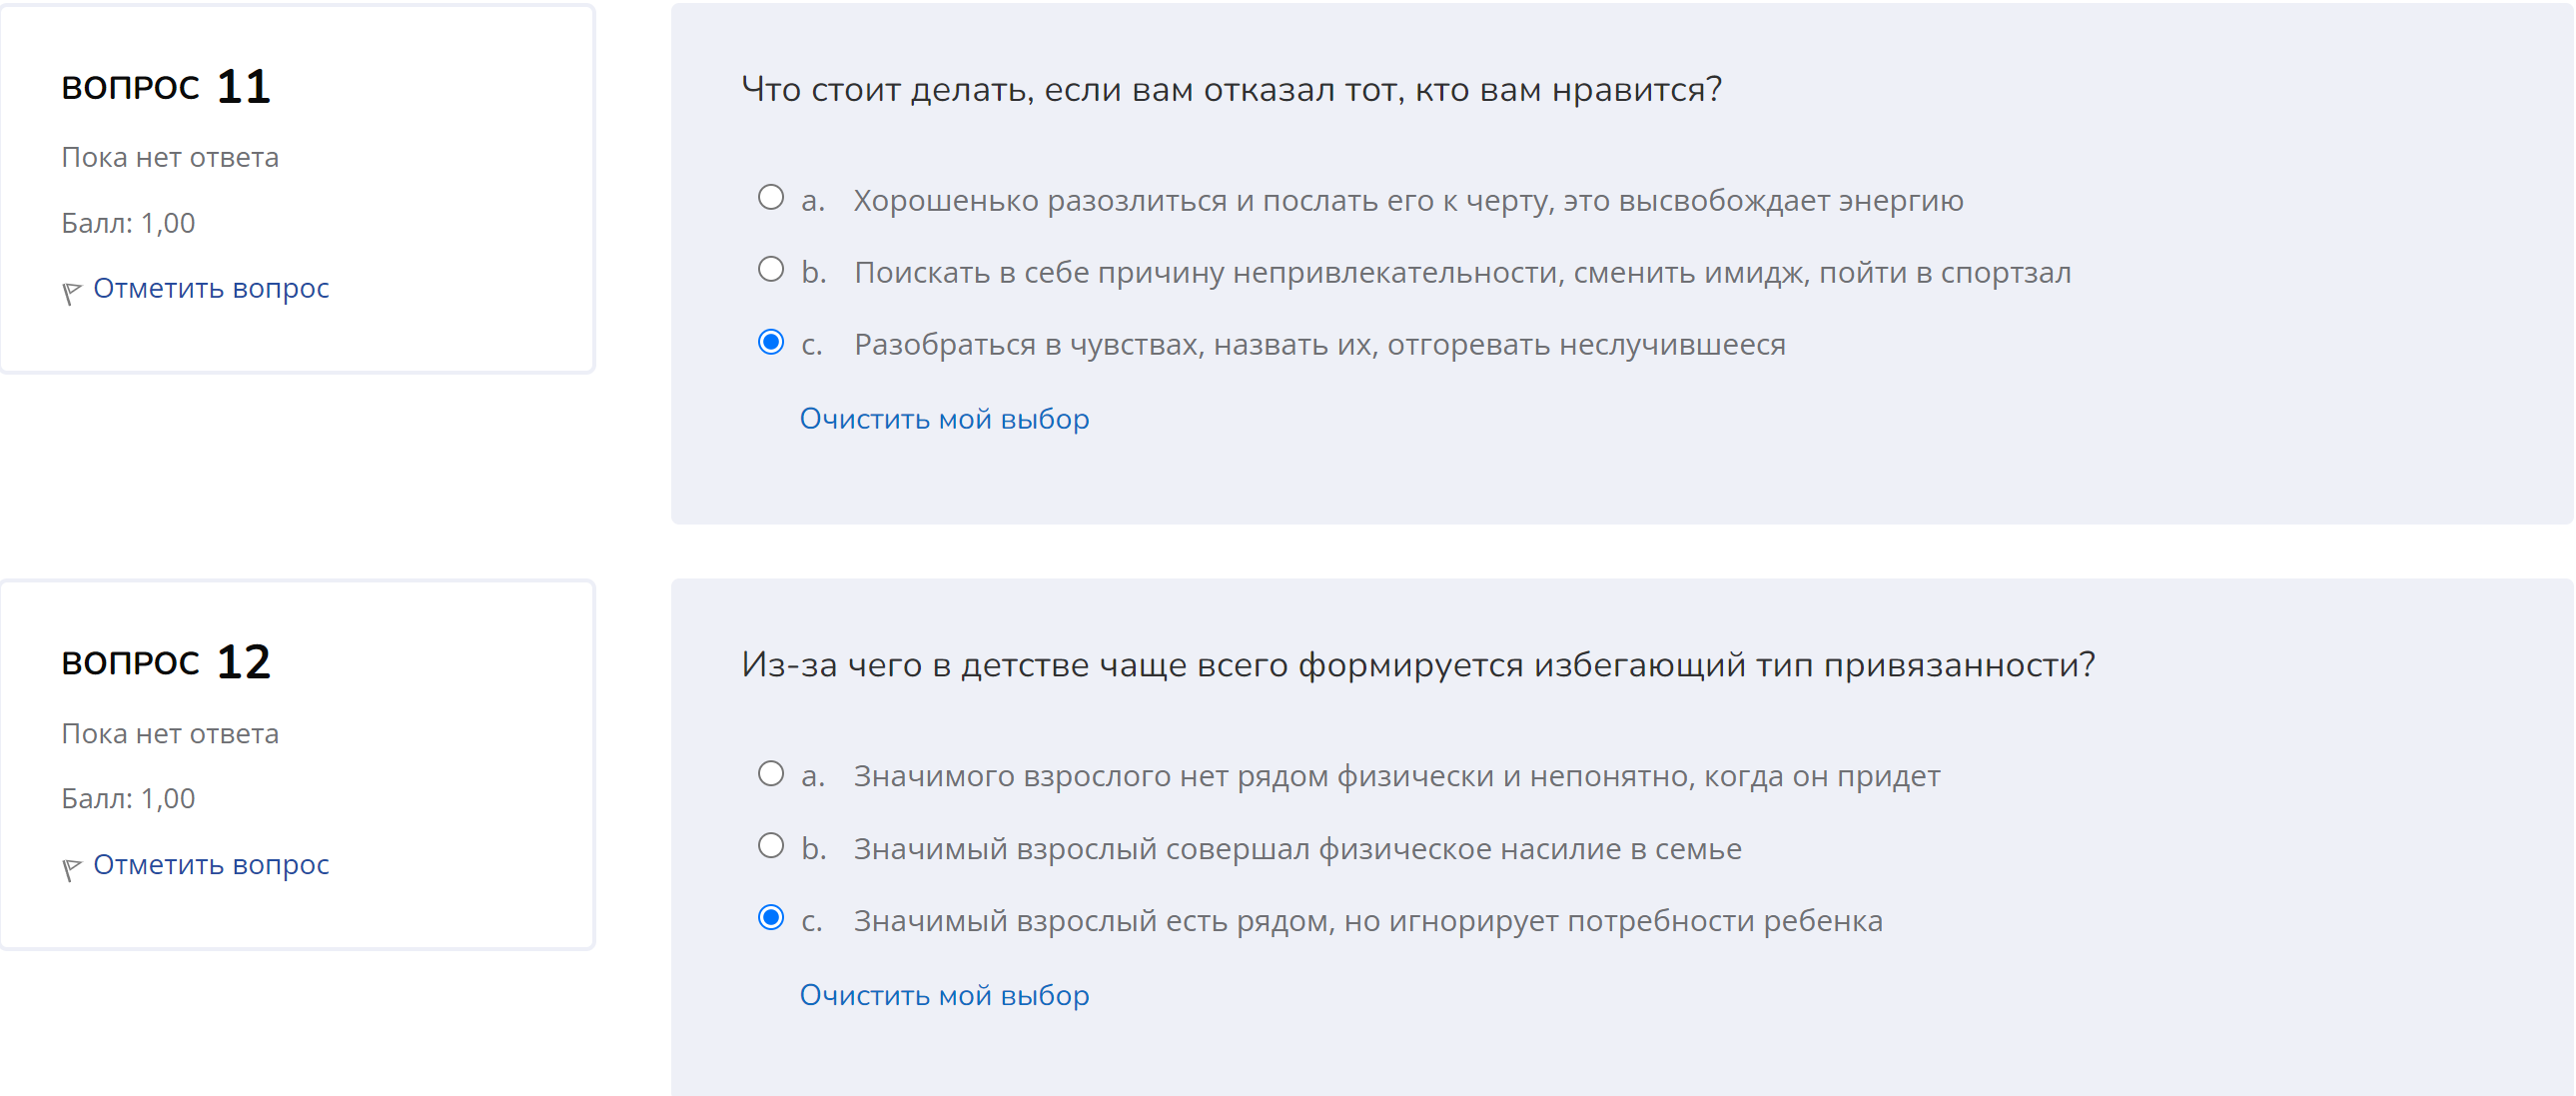 вопрос 11
Пока нет ответа
Балл: 1,00
Отметить вопрос
Что стоит делать, если вам отказал тот, кто вам нравится?
a. Хорошенько разозлиться и послать его к черту, это высвобождает энергию
b. Поискать в себе причину непривлекательности, сменить имидж, пойти в спортзал
c. Разобраться в чувствах, назвать их, отгоревать неслучившееся
Очистить мой выбор
вопрос 12
Пока нет ответа
Балл: 1,00
Отметить вопрос
Из-за чего в детстве чаще всего формируется избегающий тип привязанности?
a. Значимого взрослого нет рядом физически и непонятно, когда он придет
b. Значимый взрослый совершал физическое насилие в семье
c. Значимый взрослый есть рядом, но игнорирует потребности ребенка
Очистить мой выбор